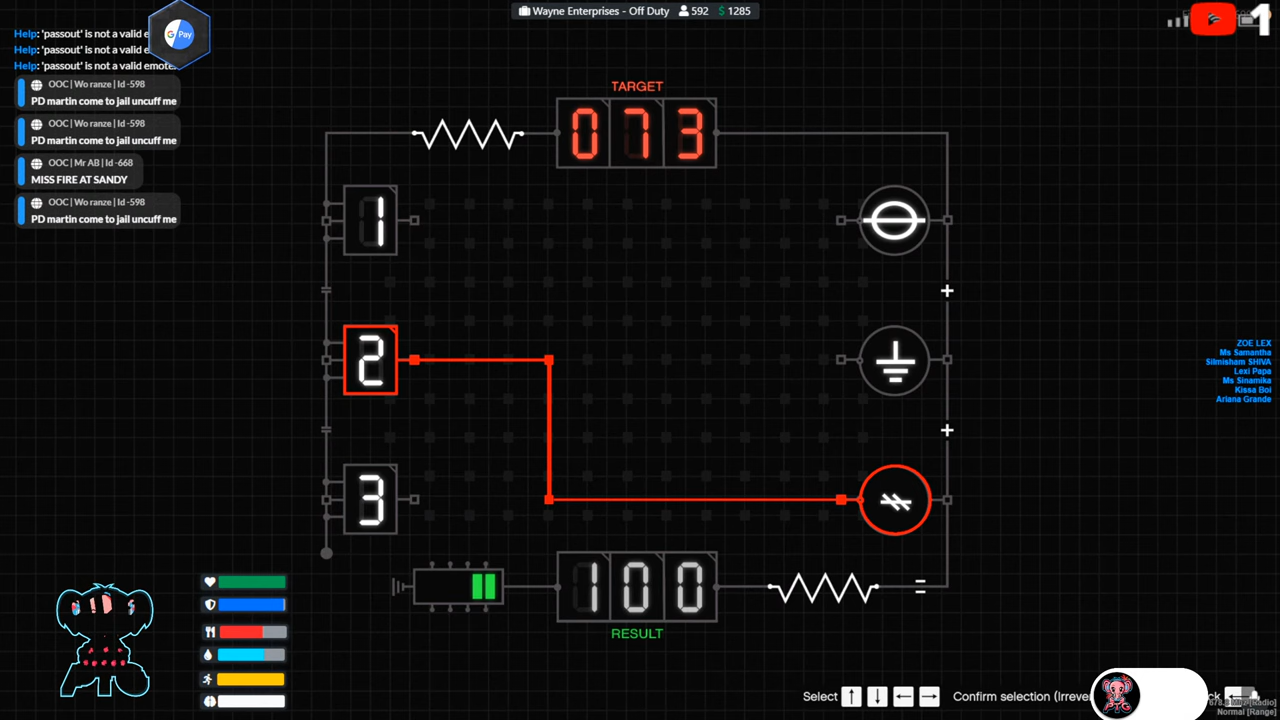 Wayne Enterprises - Off Duty 592 $ 1285
1
Help: 'passout' is not a valid e
Help: 'passout' is not a valid e
Help: 'passout' is not a valid emote.
G Pay
OOC | Wo ranze | Id -598
PD martin come to jail uncuff me
OOC | Wo ranze | Id -598
PD martin come to jail uncuff me
OOC | Mr AB | Id -668
MISS FIRE AT SANDY
OOC | Wo ranze | Id -598
PD martin come to jail uncuff me
TARGET
073
1
+
2
+
3
100
=
RESULT
ZOE LEX
Ms Samantha
Silmisham SHIVA
Lexi Papa
Ms Sinamika
Kissa Boi
Ariana Grande
Select ↑ ↓ ← → Confirm selection (Irreve
Normal [Range]